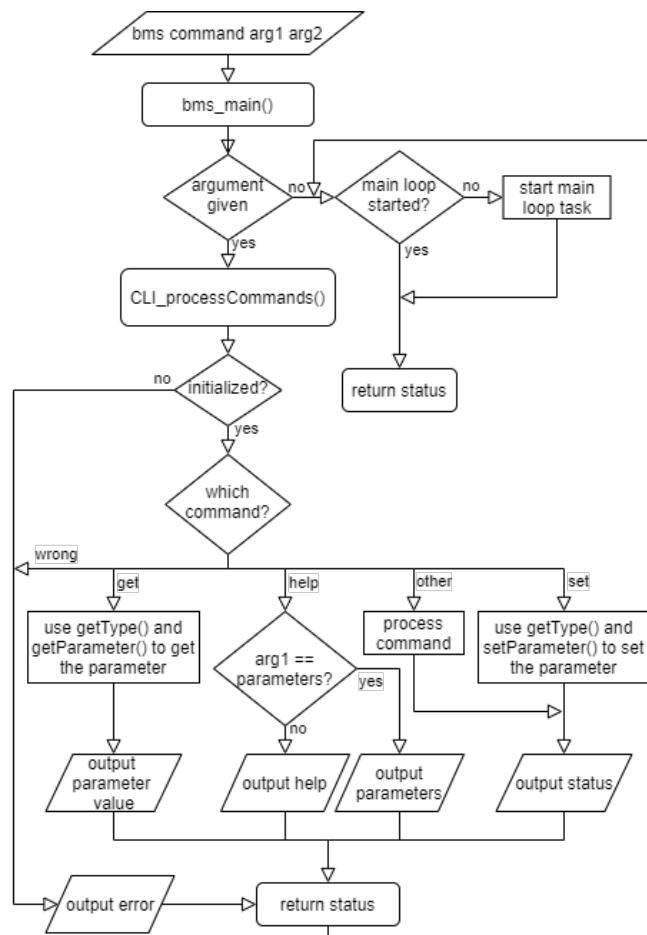 bms command arg1 arg2
bms_main()
argument
given
no
main loop
started?
no
start main
loop task
yes
yes
CLI_processCommands()
no
initialized?
return status
yes
which
command?
wrong
get
help
other
set
use getType() and
getParameter() to get
the parameter
arg1 ==
parameters?
yes
no
process
command
use getType() and
setParameter() to set
the parameter
output
parameter
value
output help
output
parameters
output status
output error
return status